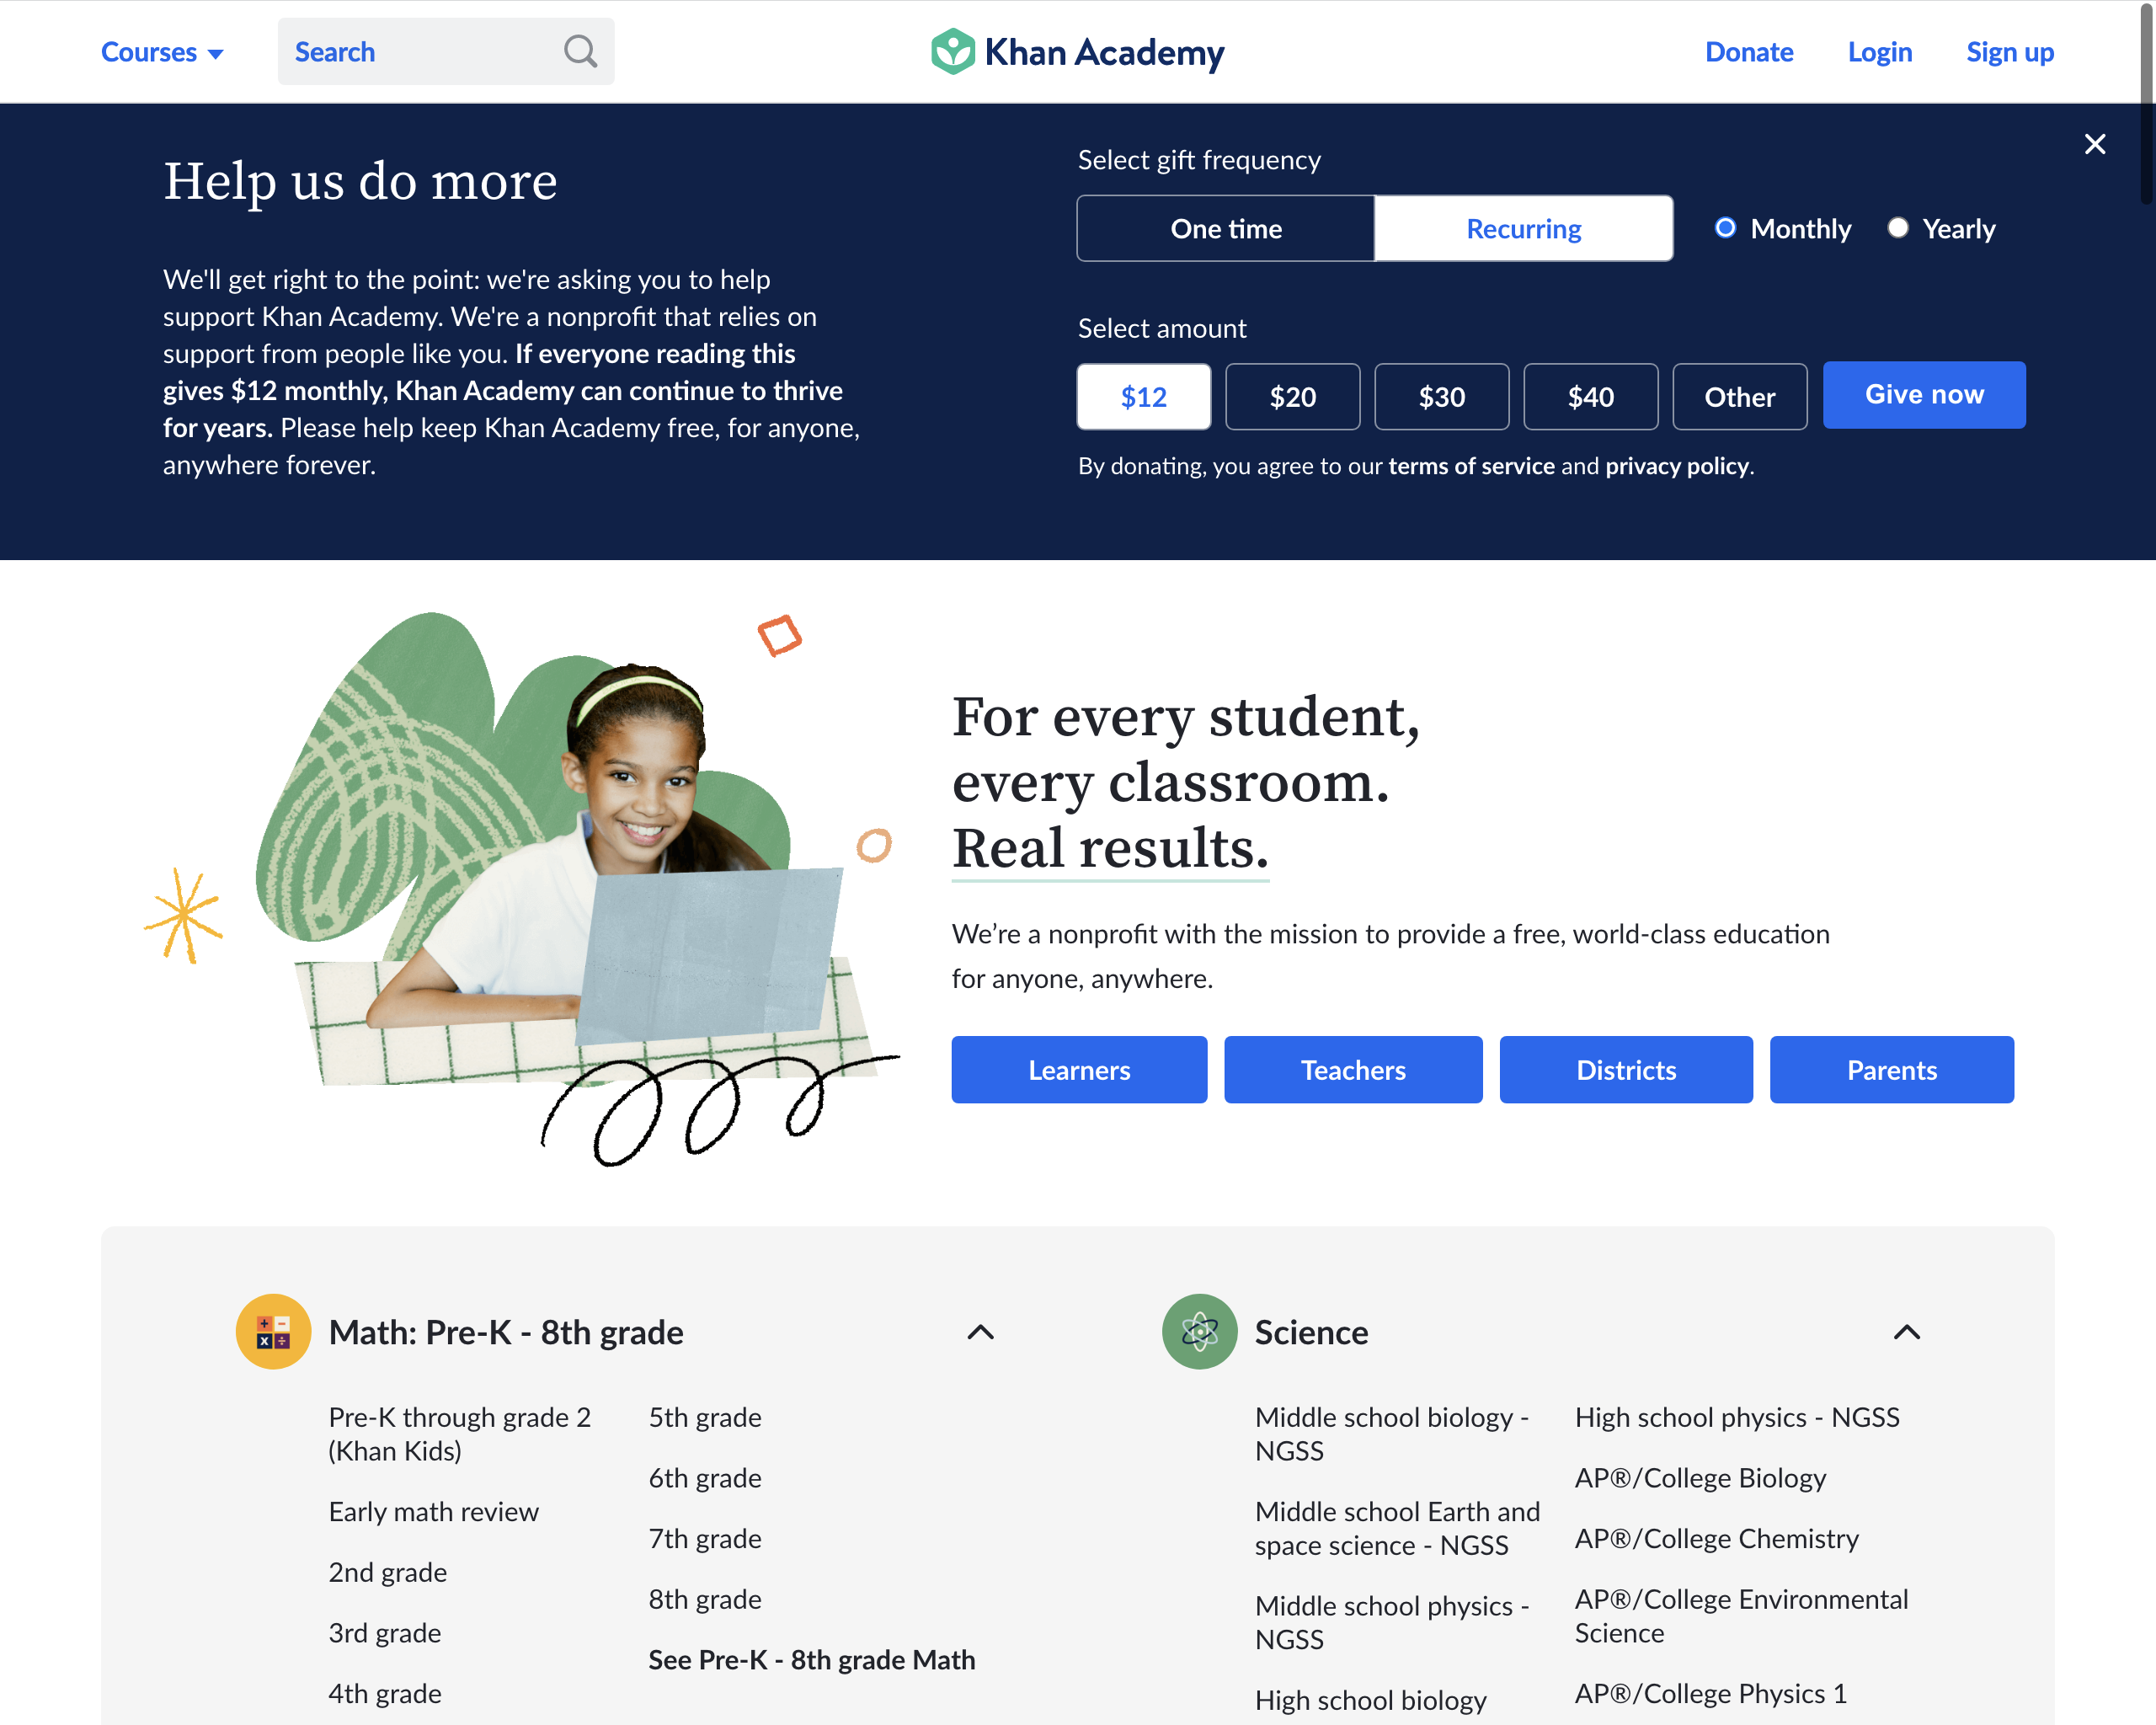 Courses
Search
Khan Academy
Donate
Login
Sign up
Help us do more
We'll get right to the point: we're asking you to help
support Khan Academy. We're a nonprofit that relies on
support from people like you. If everyone reading this
gives $12 monthly, Khan Academy can continue to thrive
for years. Please help keep Khan Academy free, for anyone,
anywhere forever.
Select gift frequency
One time
Recurring
Monthly
Yearly
Select amount
$12
$20
$30
$40
Other
Give now
By donating, you agree to our terms of service and privacy policy.
For every student,
every classroom.
Real results.
We’re a nonprofit with the mission to provide a free, world-class education
for anyone, anywhere.
Learners
Teachers
Districts
Parents
Math: Pre-K - 8th grade
Pre-K through grade 2
(Khan Kids)
Early math review
2nd grade
3rd grade
4th grade
5th grade
6th grade
7th grade
8th grade
See Pre-K - 8th grade Math
Science
Middle school biology -
NGSS
Middle school Earth and
space science - NGSS
Middle school physics -
NGSS
High school biology
High school physics - NGSS
AP®/College Biology
AP®/College Chemistry
AP®/College Environmental
Science
AP®/College Physics 1